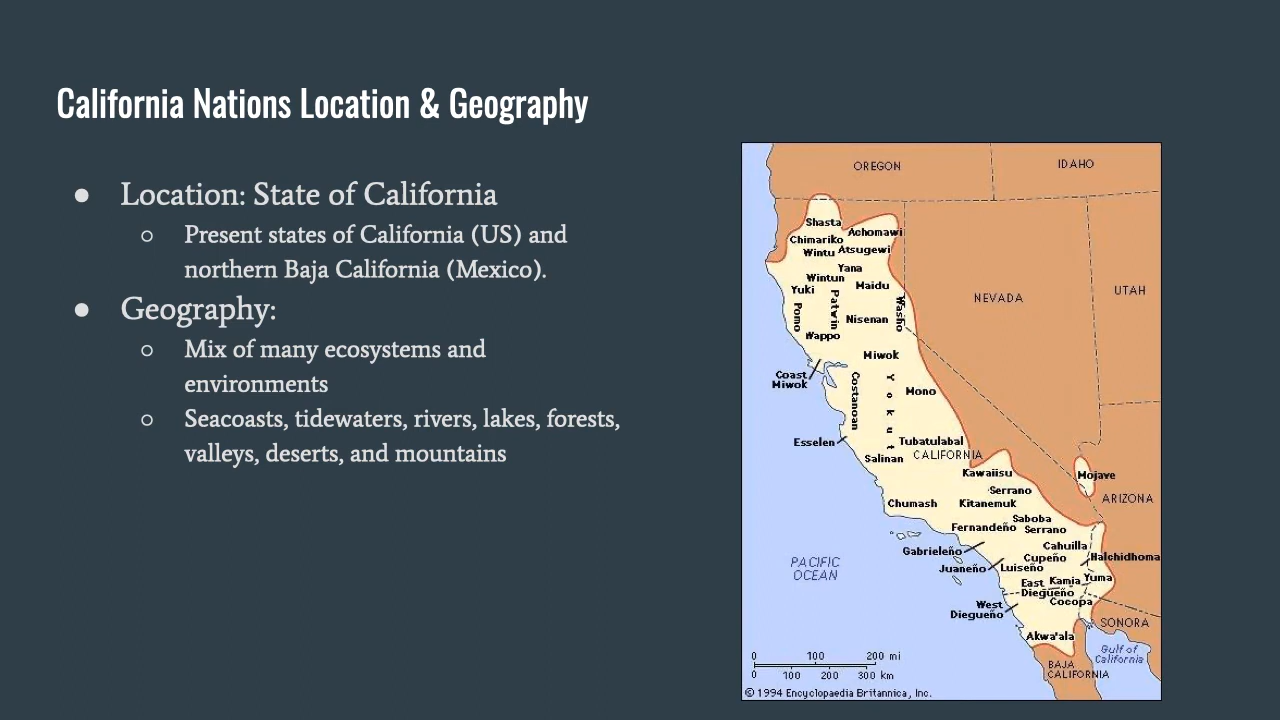 California Nations Location & Geography
● Location: State of California
○ Present states of California (US) and
northern Baja California (Mexico).
● Geography:
○ Mix of many ecosystems and
environments
○ Seacoasts, tidewaters, rivers, lakes, forests,
valleys, deserts, and mountains
OREGON
IDAHO
Shasta
Achomawi
Chimariko
Wintu
Atsugewi
Yana
Wintun
Yuki
Maidu
Pomo
Patwin
Washo
Nisenan
Wappo
NEVADA
UTAH
Miwok
Coast
Miwok
Costanoan
Yokut
Mono
Esselen
Tubatulabal
Salinan
CALIFORNIA
Kawaiisu
Mojave
Serrano
ARIZONA
Chumash
Kitanemuk
Saboba
Fernandeño
Serrano
Cahuilla
Gabrieleño
Cupeño
Halchidhoma
Juaneño
Luiseño
PACIFIC
OCEAN
East
Diegueño
Kamia
Yuma
Cocopa
West
Diegueño
SONORA
Akwa'ala
Gulf of
California
BAJA
CALIFORNIA
0 100 200 mi
0 100 200 300 km
© 1994 Encyclopaedia Britannica, Inc.